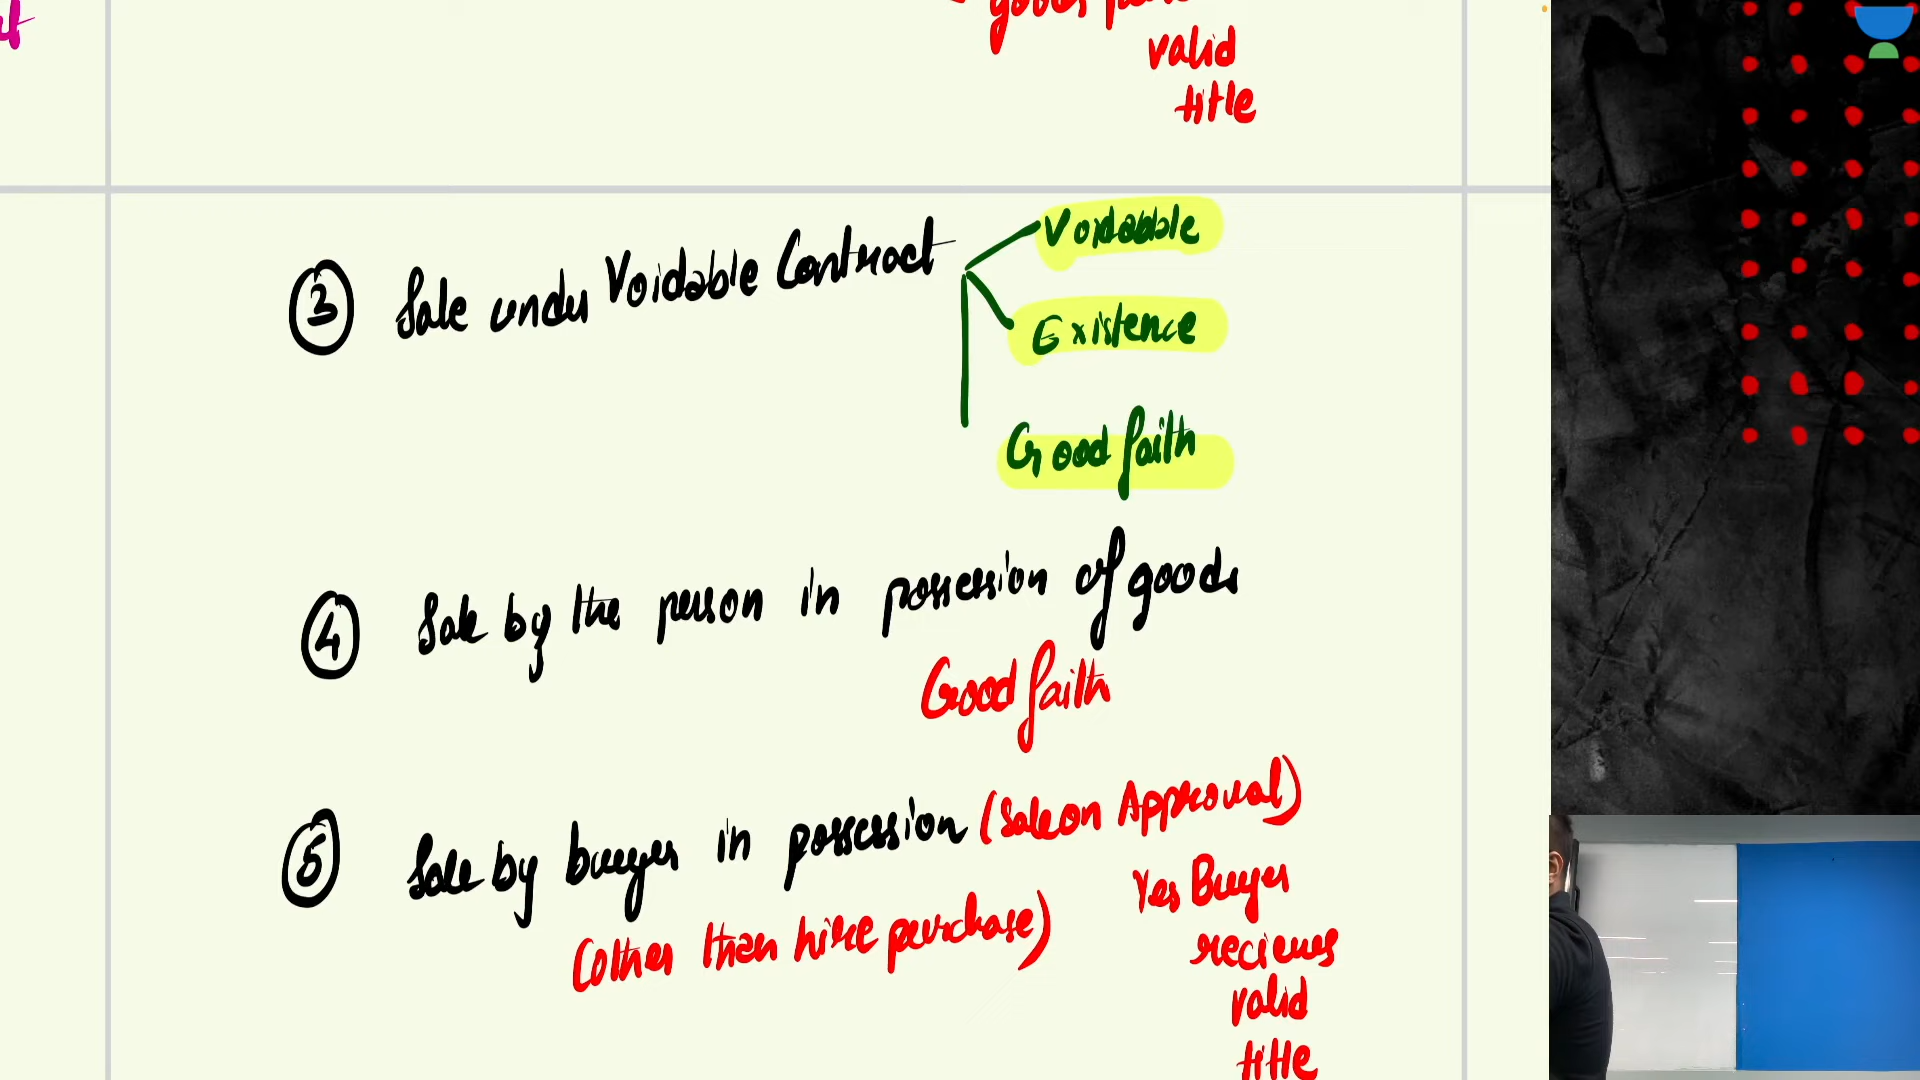 valid
title
③ Sale under Voidable Contract
Voidable
Existence
Good faith
④ Sale by the person in possession of goods
Good faith
⑤ Sale by buyer in possession (Sale on Approval)
(other than hire purchase)
Yes Buyer
recieves
valid
title